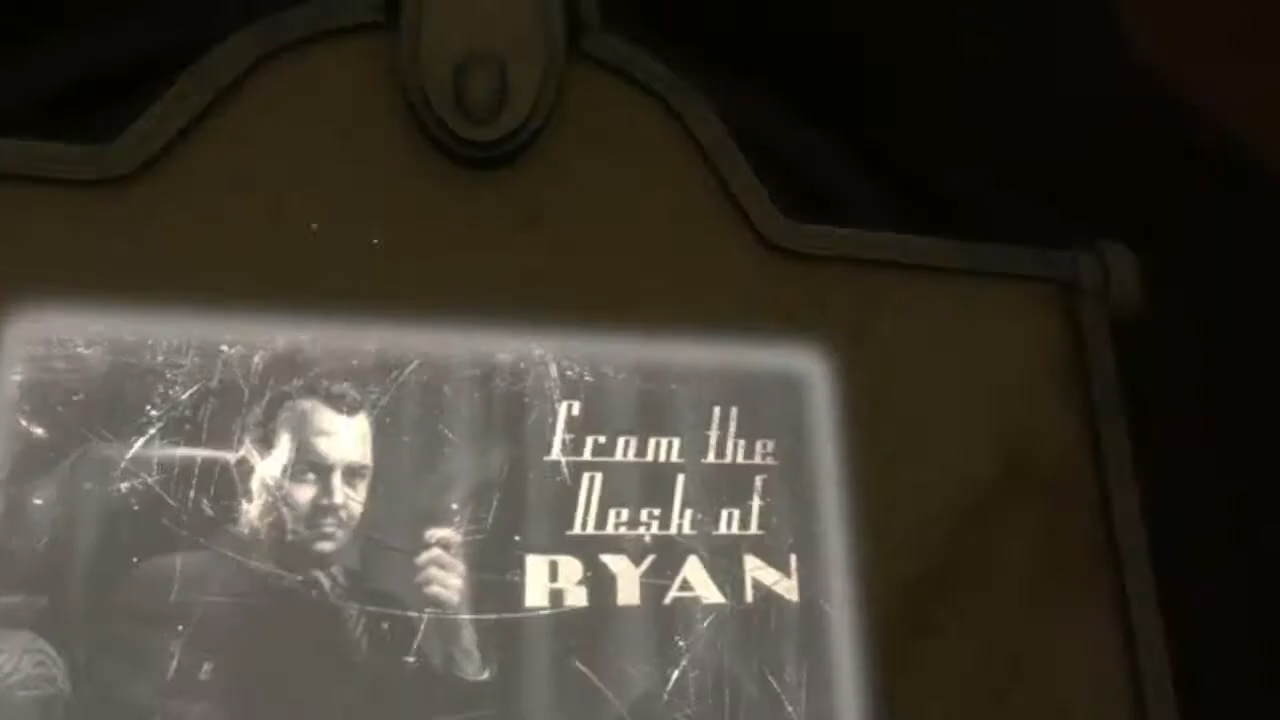 From the
Desk of
RYAN